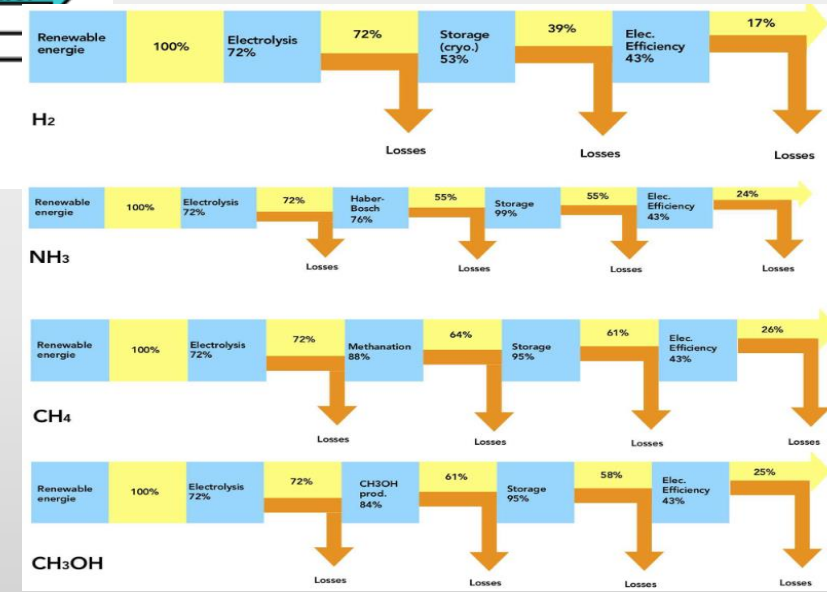 Renewable
energie
100%
Electrolysis
72%
72%
Storage
(cryo.)
53%
39%
Elec.
Efficiency
43%
17%
H2
Losses
Losses
Losses
Renewable
energie
100%
Electrolysis
72%
72%
Haber-
Bosch
76%
55%
Storage
99%
55%
Elec.
Efficiency
43%
24%
NH3
Losses
Losses
Losses
Losses
Renewable
energie
100%
Electrolysis
72%
72%
Methanation
88%
64%
Storage
95%
61%
Elec.
Efficiency
43%
26%
CH4
Losses
Losses
Losses
Losses
Renewable
energie
100%
Electrolysis
72%
72%
CH3OH
prod.
84%
61%
Storage
95%
58%
Elec.
Efficiency
43%
25%
CH3OH
Losses
Losses
Losses
Losses